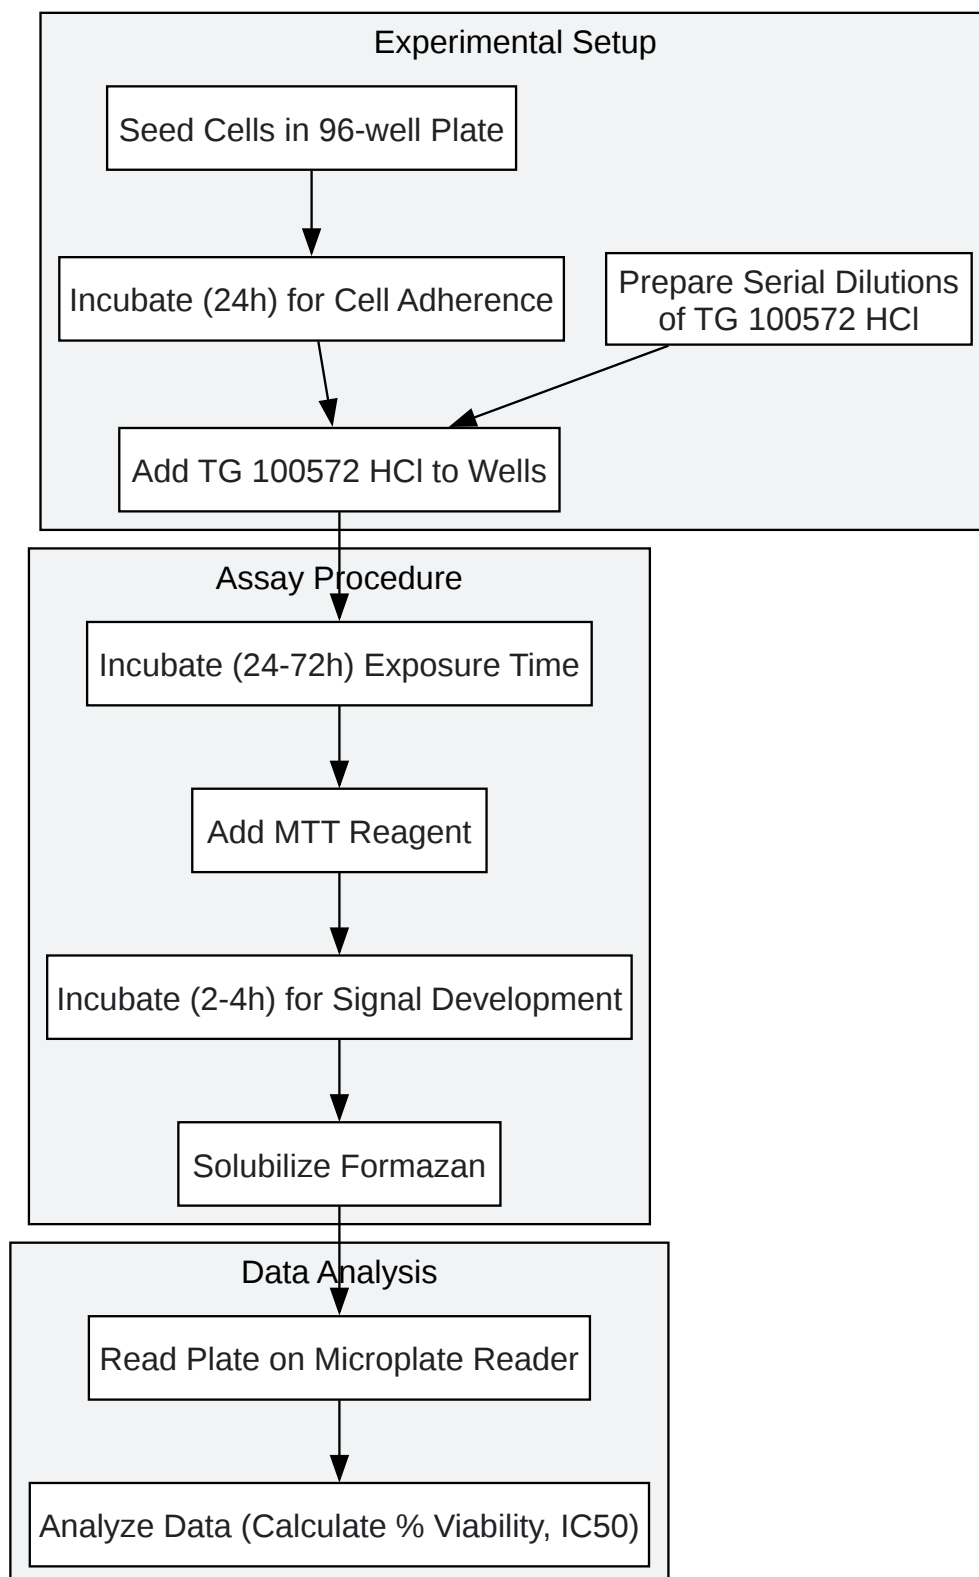 Experimental Setup
Seed Cells in 96-well Plate
Incubate (24h) for Cell Adherence
Prepare Serial Dilutions
of TG 100572 HCl
Add TG 100572 HCl to Wells
Assay Procedure
Incubate (24-72h) Exposure Time
Add MTT Reagent
Incubate (2-4h) for Signal Development
Solubilize Formazan
Data Analysis
Read Plate on Microplate Reader
Analyze Data (Calculate % Viability, IC50)